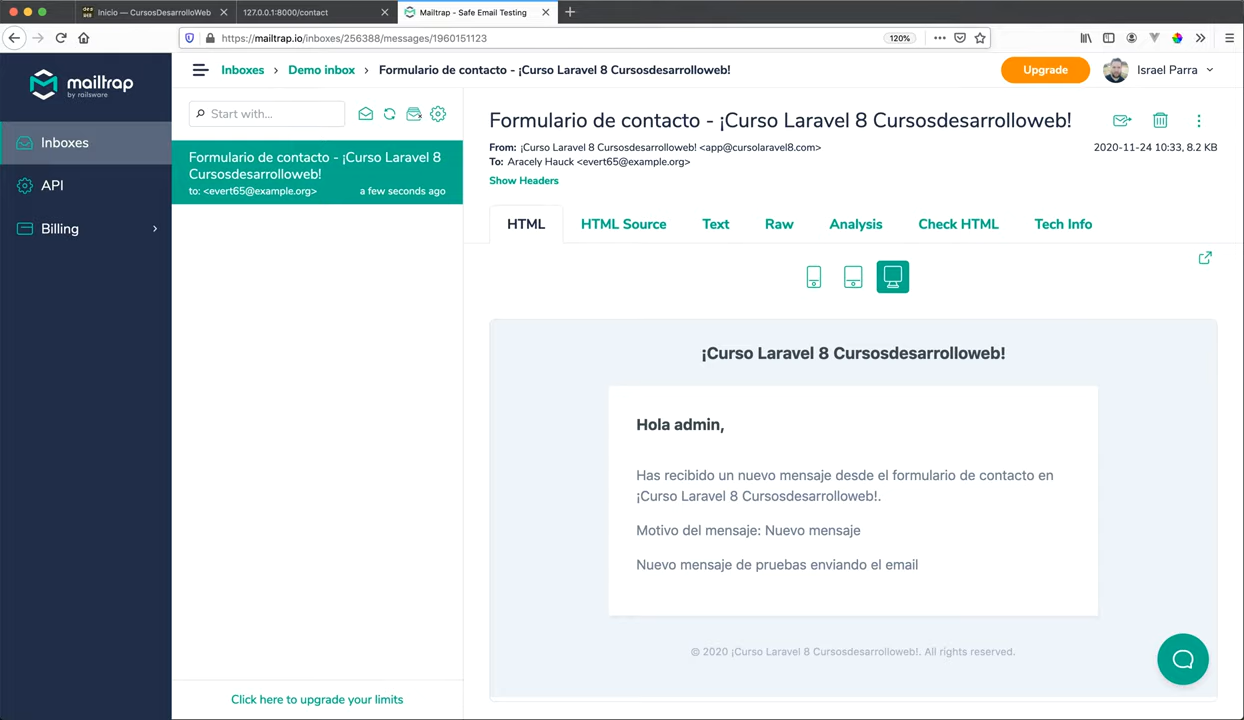 Inicio — CursosDesarrolloWeb
127.0.0.1:8000/contact
Mailtrap - Safe Email Testing
https://mailtrap.io/inboxes/256388/messages/1960151123
120%
mailtrap
by railsware
Inboxes
API
Billing
Inboxes > Demo inbox > Formulario de contacto - ¡Curso Laravel 8 Cursosdesarrolloweb!
Upgrade
Israel Parra
Start with...
Formulario de contacto - ¡Curso Laravel 8
Cursosdesarrolloweb!
to: <evert65@example.org>
a few seconds ago
Click here to upgrade your limits
Formulario de contacto - ¡Curso Laravel 8 Cursosdesarrolloweb!
From: ¡Curso Laravel 8 Cursosdesarrolloweb! <app@cursolaravel8.com>
2020-11-24 10:33, 8.2 KB
To: Aracely Hauck <evert65@example.org>
Show Headers
HTML
HTML Source
Text
Raw
Analysis
Check HTML
Tech Info
¡Curso Laravel 8 Cursosdesarrolloweb!
Hola admin,
Has recibido un nuevo mensaje desde el formulario de contacto en
¡Curso Laravel 8 Cursosdesarrolloweb!.
Motivo del mensaje: Nuevo mensaje
Nuevo mensaje de pruebas enviando el email
© 2020 ¡Curso Laravel 8 Cursosdesarrolloweb!. All rights reserved.